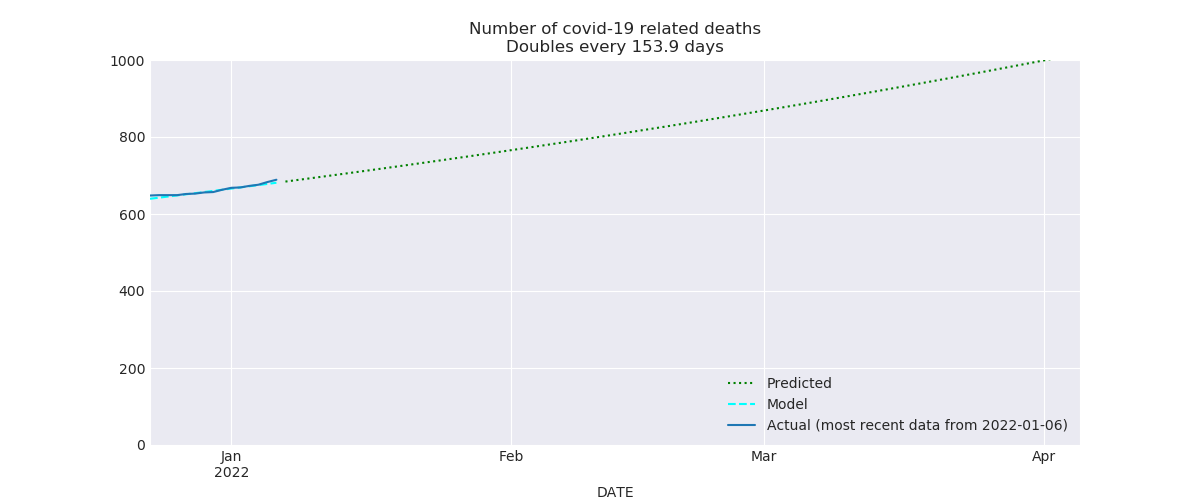 Number of covid-19 related deaths
Doubles every 153.9 days
1000
800
600
400
200
0
Predicted
Model
Actual (most recent data from 2022-01-06)
Jan
2022
Feb
Mar
Apr
DATE